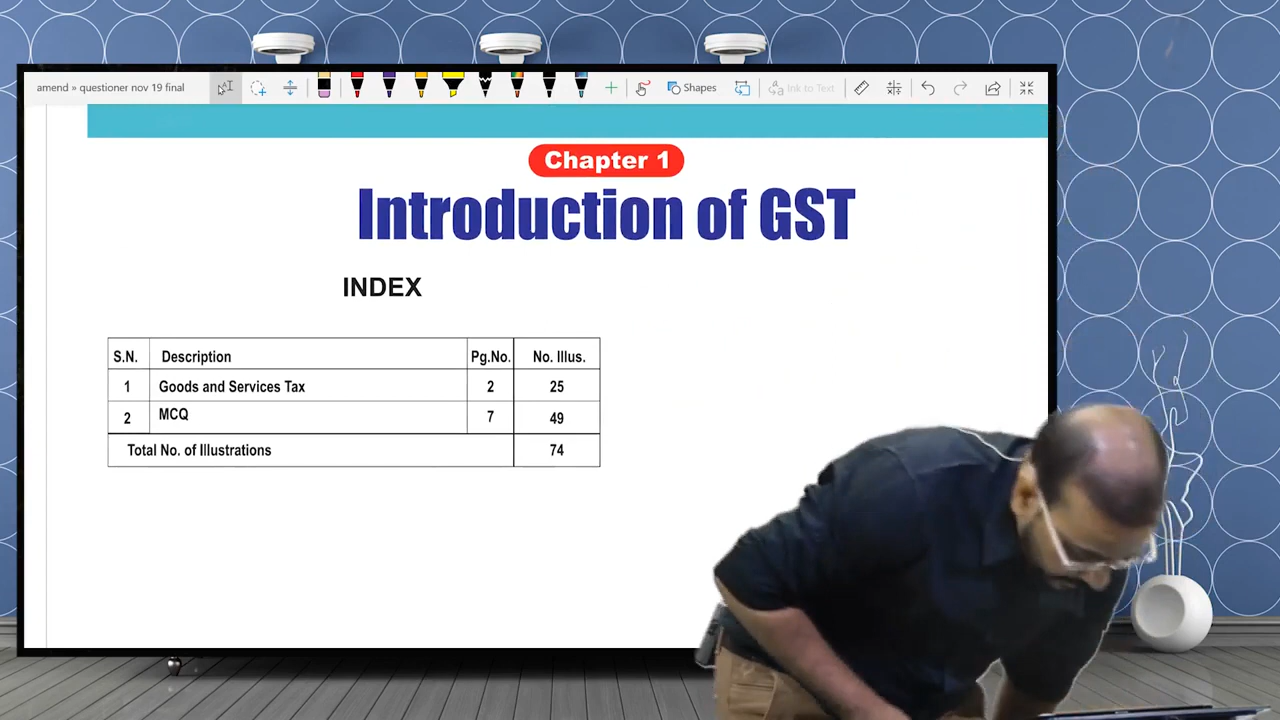 amend » questioner nov 19 final
Shapes
Ink to Text
Chapter 1
Introduction of GST
INDEX
S.N. Description Pg.No. No. Illus.
1 Goods and Services Tax 2 25
2 MCQ 7 49
Total No. of Illustrations 74